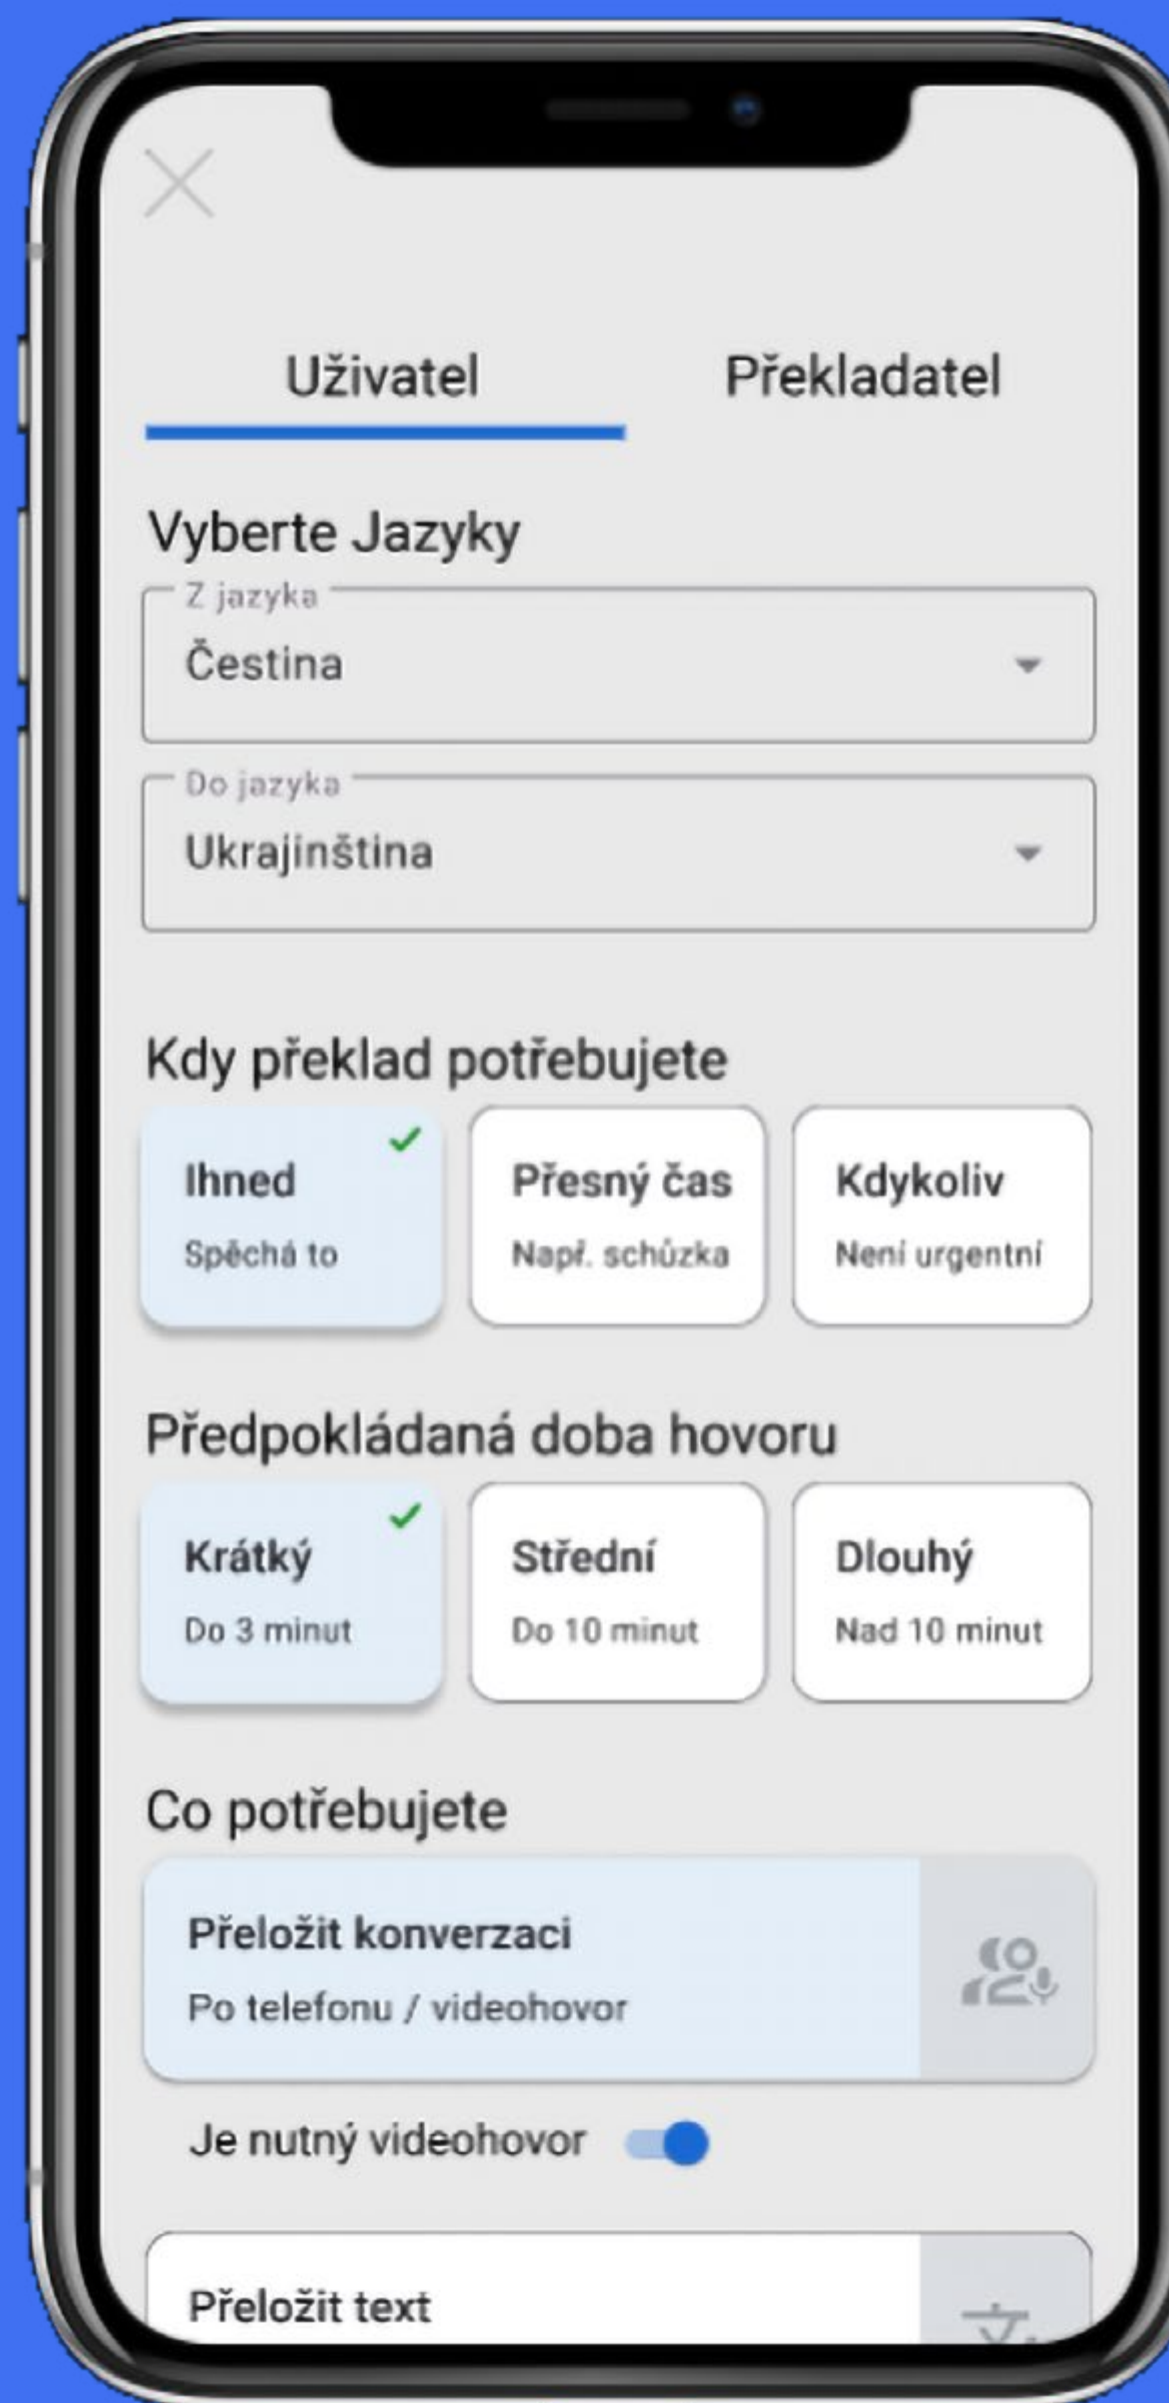 Uživatel
Překladatel
Vyberte Jazyky
Z jazyka
Čestina
Do jazyka
Ukrajinština
Kdy překlad potřebujete
Ihned
Spěchá to
Přesný čas
Např. schůzka
Kdykoliv
Není urgentní
Předpokládaná doba hovoru
Krátký
Do 3 minut
Střední
Do 10 minut
Dlouhý
Nad 10 minut
Co potřebujete
Přeložit konverzaci
Po telefonu / videohovor
Je nutný videohovor
Přeložit text